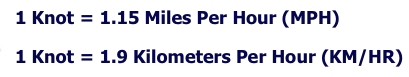 1 Knot = 1.15 Miles Per Hour (MPH)
1 Knot = 1.9 Kilometers Per Hour (KM/HR)